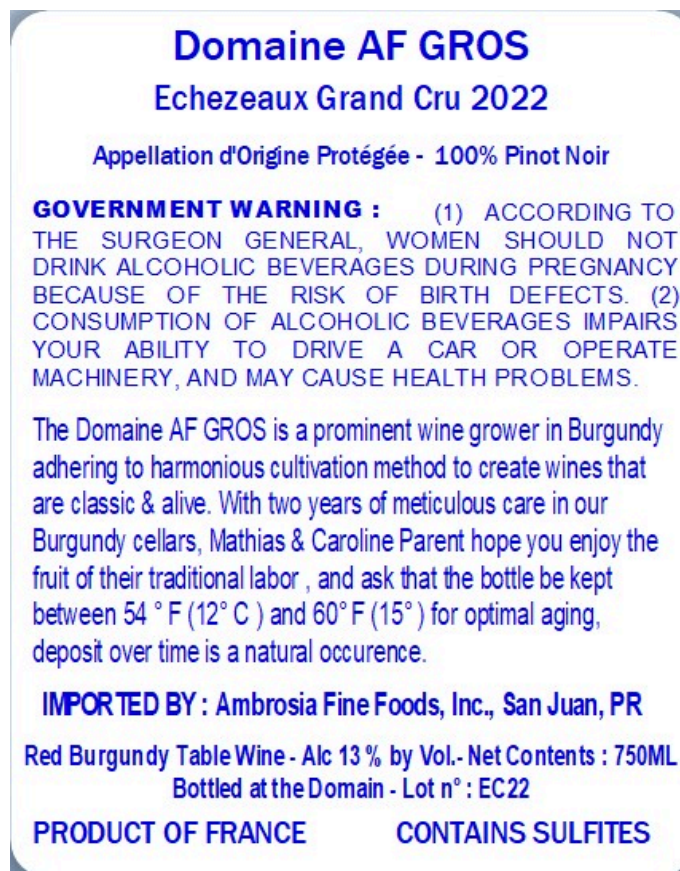 Domaine AF GROS
Echezeaux Grand Cru 2022
Appellation d'Origine Protégée - 100% Pinot Noir
GOVERNMENT WARNING : (1) ACCORDING TO
THE SURGEON GENERAL, WOMEN SHOULD NOT
DRINK ALCOHOLIC BEVERAGES DURING PREGNANCY
BECAUSE OF THE RISK OF BIRTH DEFECTS. (2)
CONSUMPTION OF ALCOHOLIC BEVERAGES IMPAIRS
YOUR ABILITY TO DRIVE A CAR OR OPERATE
MACHINERY, AND MAY CAUSE HEALTH PROBLEMS.
The Domaine AF GROS is a prominent wine grower in Burgundy
adhering to harmonious cultivation method to create wines that
are classic & alive. With two years of meticulous care in our
Burgundy cellars, Mathias & Caroline Parent hope you enjoy the
fruit of their traditional labor , and ask that the bottle be kept
between 54 ° F (12° C ) and 60° F (15° ) for optimal aging,
deposit over time is a natural occurence.
IMPORTED BY : Ambrosia Fine Foods, Inc., San Juan, PR
Red Burgundy Table Wine - Alc 13 % by Vol.- Net Contents : 750ML
Bottled at the Domain - Lot n° : EC22
PRODUCT OF FRANCE CONTAINS SULFITES